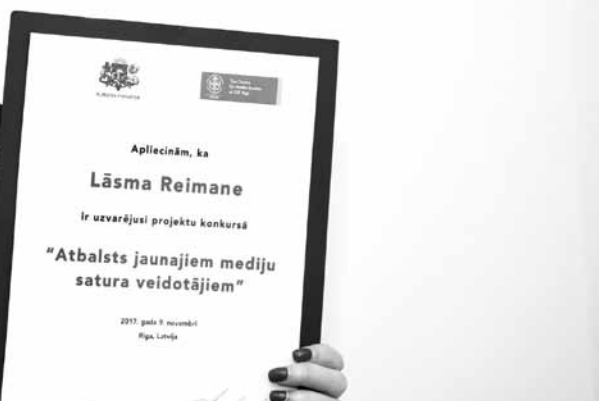 Apliecinām, ka
Lāsma Reimane
ir uzvarējusi projektu konkursā
"Atbalsts jaunajiem mediju
satura veidotājiem"
2017. gada 9. novembrī
Rīga, Latvija